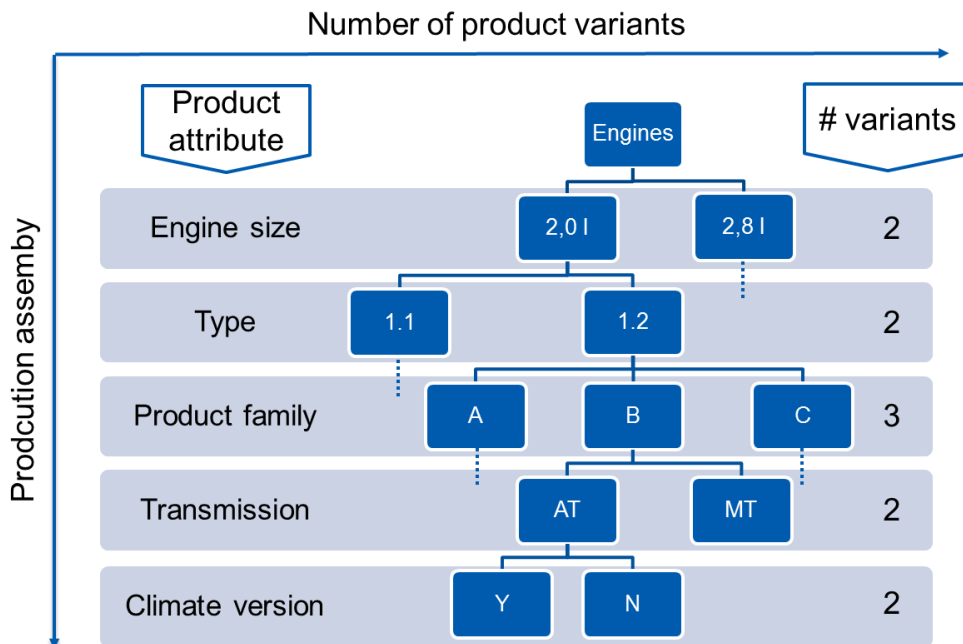 Number of product variants
Product
attribute
Engines
# variants
Prodcution assemby
Engine size
2,0 l
2,8 l
2
Type
1.1
1.2
2
Product family
A
B
C
3
Transmission
AT
MT
2
Climate version
Y
N
2